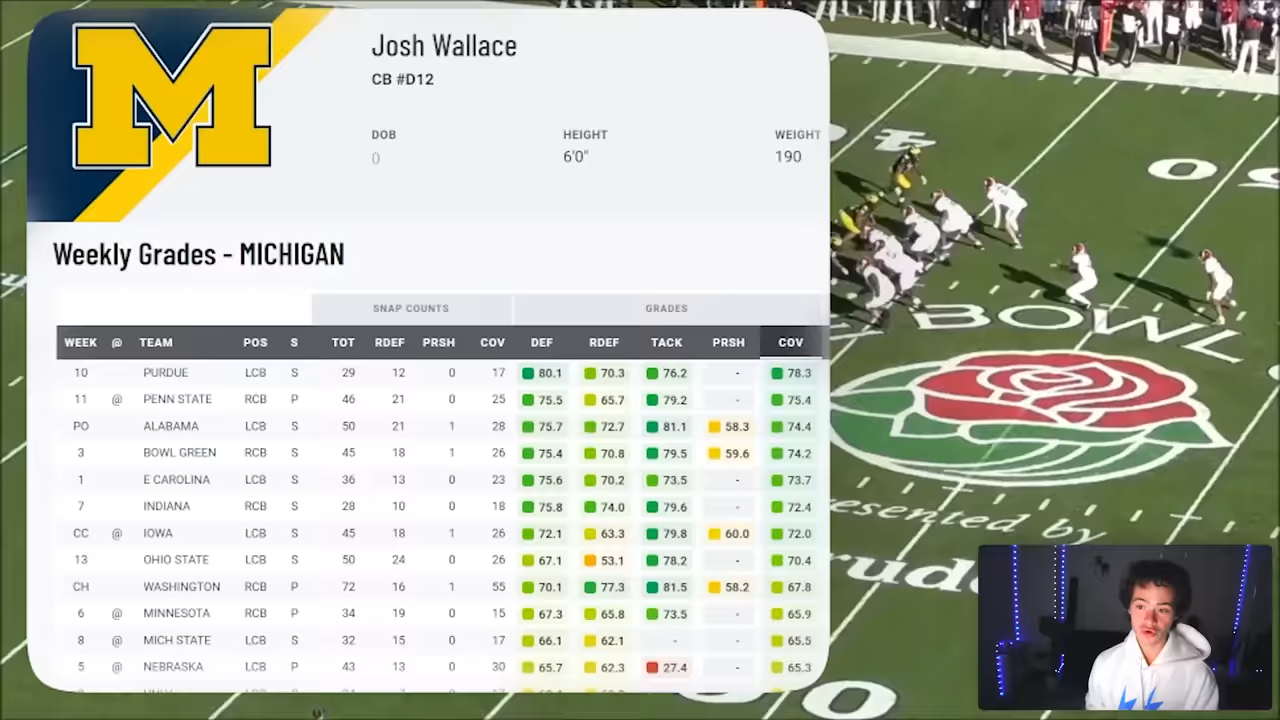 M
Josh Wallace
CB #D12
DOB HEIGHT WEIGHT
0 6'0" 190
Weekly Grades - MICHIGAN
SNAP COUNTS GRADES
WEEK @ TEAM POS S TOT RDEF PRSH COV DEF RDEF TACK PRSH COV
10 PURDUE LCB S 29 12 0 17 80.1 70.3 76.2 - 78.3
11 @ PENN STATE RCB P 46 21 0 25 75.5 65.7 79.2 - 75.4
PO ALABAMA LCB S 50 21 1 28 75.7 72.7 81.1 58.3 74.4
3 BOWL GREEN RCB S 45 18 1 26 75.4 70.8 79.5 59.6 74.2
1 E CAROLINA LCB S 36 13 0 23 75.6 70.2 73.5 - 73.7
7 INDIANA RCB S 28 10 0 18 75.8 74.0 79.6 - 72.4
CC @ IOWA LCB S 45 18 1 26 72.1 63.3 79.8 60.0 72.0
13 OHIO STATE LCB S 50 24 0 26 67.1 53.1 78.2 - 70.4
CH WASHINGTON RCB P 72 16 1 55 70.1 77.3 81.5 58.2 67.8
6 @ MINNESOTA RCB P 34 19 0 15 67.3 65.8 73.5 - 65.9
8 @ MICH STATE LCB S 32 15 0 17 66.1 62.1 - - 65.5
5 @ NEBRASKA LCB P 43 13 0 30 65.7 62.3 27.4 - 65.3
4
5 0
BOWL
esented by
rude
0